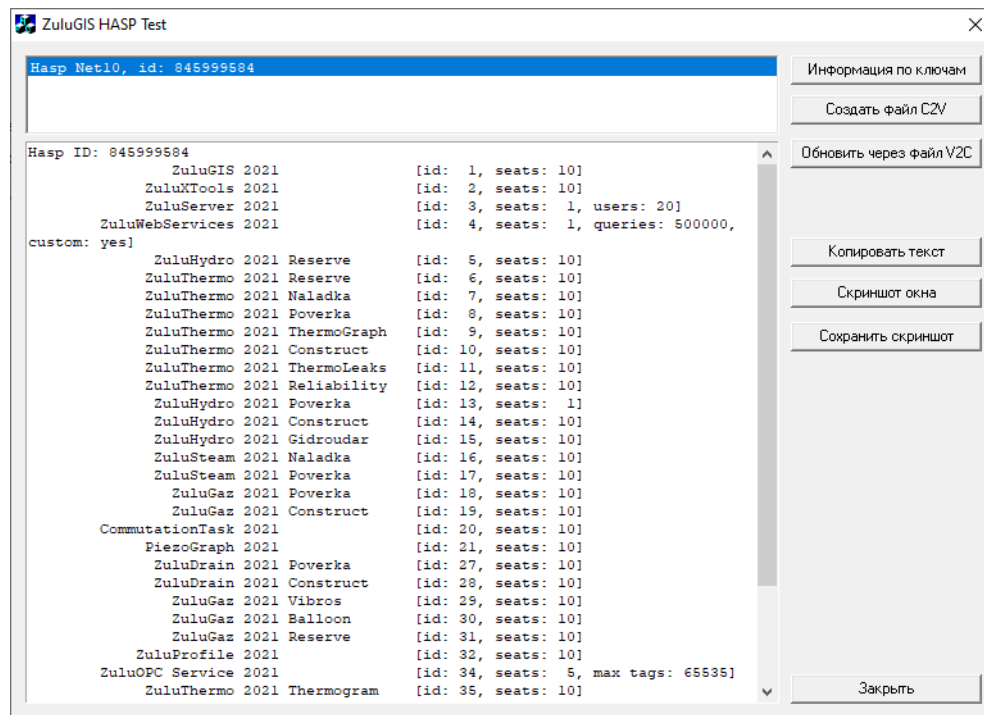 ZuluGIS HASP Test
Hasp Net10, id: 845999584
Информация по ключам
Создать файл C2V
Обновить через файл V2C
Копировать текст
Скриншот окна
Сохранить скриншот
Закрыть
Hasp ID: 845999584
ZuluGIS 2021 [id: 1, seats: 10]
ZuluXTools 2021 [id: 2, seats: 10]
ZuluServer 2021 [id: 3, seats: 1, users: 20]
ZuluWebServices 2021 [id: 4, seats: 1, queries: 500000,
custom: yes]
ZuluHydro 2021 Reserve [id: 5, seats: 10]
ZuluThermo 2021 Reserve [id: 6, seats: 10]
ZuluThermo 2021 Naladka [id: 7, seats: 10]
ZuluThermo 2021 Poverka [id: 8, seats: 10]
ZuluThermo 2021 ThermoGraph [id: 9, seats: 10]
ZuluThermo 2021 Construct [id: 10, seats: 10]
ZuluThermo 2021 ThermoLeaks [id: 11, seats: 10]
ZuluThermo 2021 Reliability [id: 12, seats: 10]
ZuluHydro 2021 Poverka [id: 13, seats: 1]
ZuluHydro 2021 Construct [id: 14, seats: 10]
ZuluHydro 2021 Gidroudar [id: 15, seats: 10]
ZuluSteam 2021 Naladka [id: 16, seats: 10]
ZuluSteam 2021 Poverka [id: 17, seats: 10]
ZuluGaz 2021 Poverka [id: 18, seats: 10]
ZuluGaz 2021 Construct [id: 19, seats: 10]
CommutationTask 2021 [id: 20, seats: 10]
PiezoGraph 2021 [id: 21, seats: 10]
ZuluDrain 2021 Poverka [id: 27, seats: 10]
ZuluDrain 2021 Construct [id: 28, seats: 10]
ZuluGaz 2021 Vibros [id: 29, seats: 10]
ZuluGaz 2021 Balloon [id: 30, seats: 10]
ZuluGaz 2021 Reserve [id: 31, seats: 10]
ZuluProfile 2021 [id: 32, seats: 10]
ZuluOPC Service 2021 [id: 34, seats: 5, max tags: 65535]
ZuluThermo 2021 Thermogram [id: 35, seats: 10]